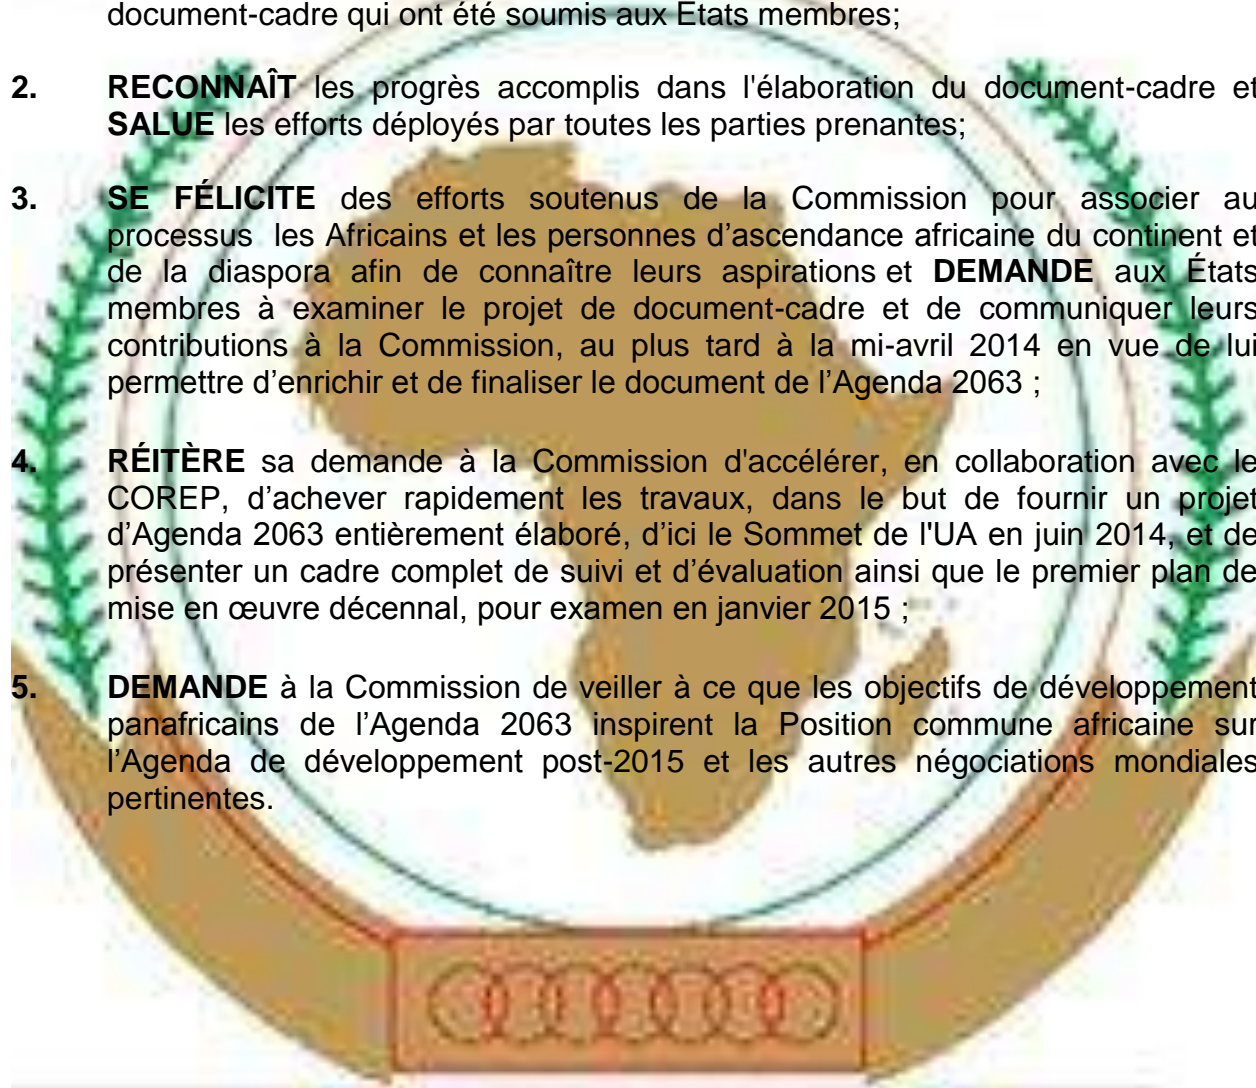 document-cadre qui ont été soumis aux États membres;
2. RECONNAÎT les progrès accomplis dans l'élaboration du document-cadre et
SALUE les efforts déployés par toutes les parties prenantes;
3. SE FÉLICITE des efforts soutenus de la Commission pour associer au
processus les Africains et les personnes d’ascendance africaine du continent et
de la diaspora afin de connaître leurs aspirations et DEMANDE aux États
membres à examiner le projet de document-cadre et de communiquer leurs
contributions à la Commission, au plus tard à la mi-avril 2014 en vue de lui
permettre d’enrichir et de finaliser le document de l’Agenda 2063 ;
4. RÉITÈRE sa demande à la Commission d'accélérer, en collaboration avec le
COREP, d’achever rapidement les travaux, dans le but de fournir un projet
d’Agenda 2063 entièrement élaboré, d’ici le Sommet de l'UA en juin 2014, et de
présenter un cadre complet de suivi et d’évaluation ainsi que le premier plan de
mise en œuvre décennal, pour examen en janvier 2015 ;
5. DEMANDE à la Commission de veiller à ce que les objectifs de développement
panafricains de l’Agenda 2063 inspirent la Position commune africaine sur
l’Agenda de développement post-2015 et les autres négociations mondiales
pertinentes.